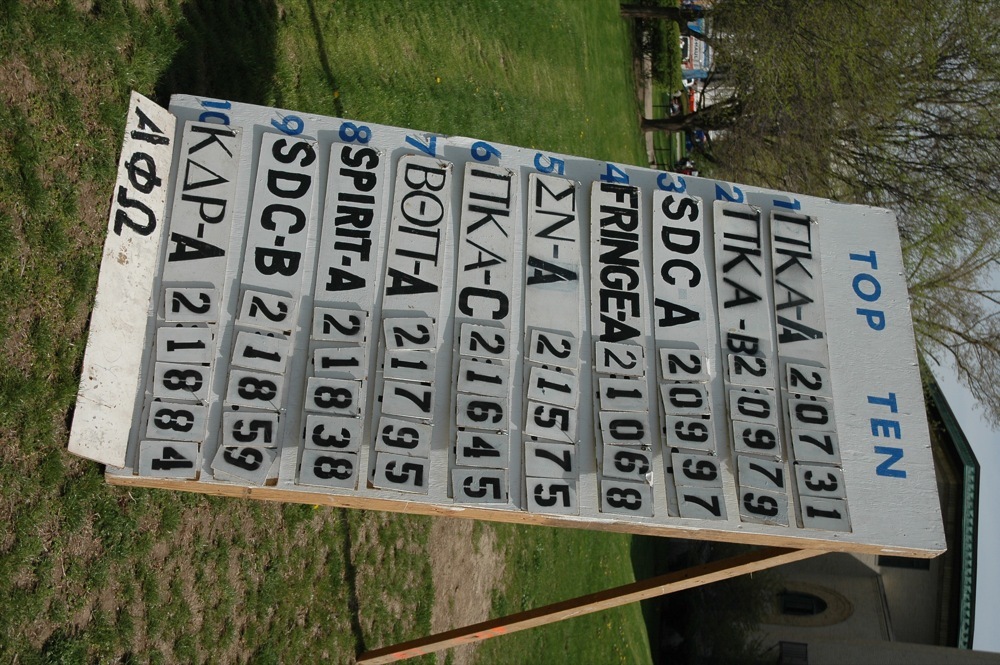 TOP TEN
1 ΠΚΑ-Α 2:07.31
2 ΠΚΑ-B 2:09.79
3 SDC-A 2:09.97
4 FRINGE-A 2:10.68
5 ΣΝ-A 2:15.75
6 ΠΚΑ-C 2:16.45
7 ΒΘΠ-A 2:17.95
8 SPIRIT-A 2:18.38
9 SDC-B 2:18.59
10 ΚΔΡ-A 2:18.84
ΑΦΩ